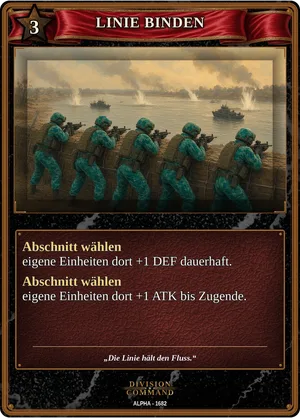 3
LINIE BINDEN
Abschnitt wählen
eigene Einheiten dort +1 DEF dauerhaft.
Abschnitt wählen
eigene Einheiten dort +1 ATK bis Zugende.
„Die Linie hält den Fluss.“
DIVISION
COMMAND
ALPHA - 1682